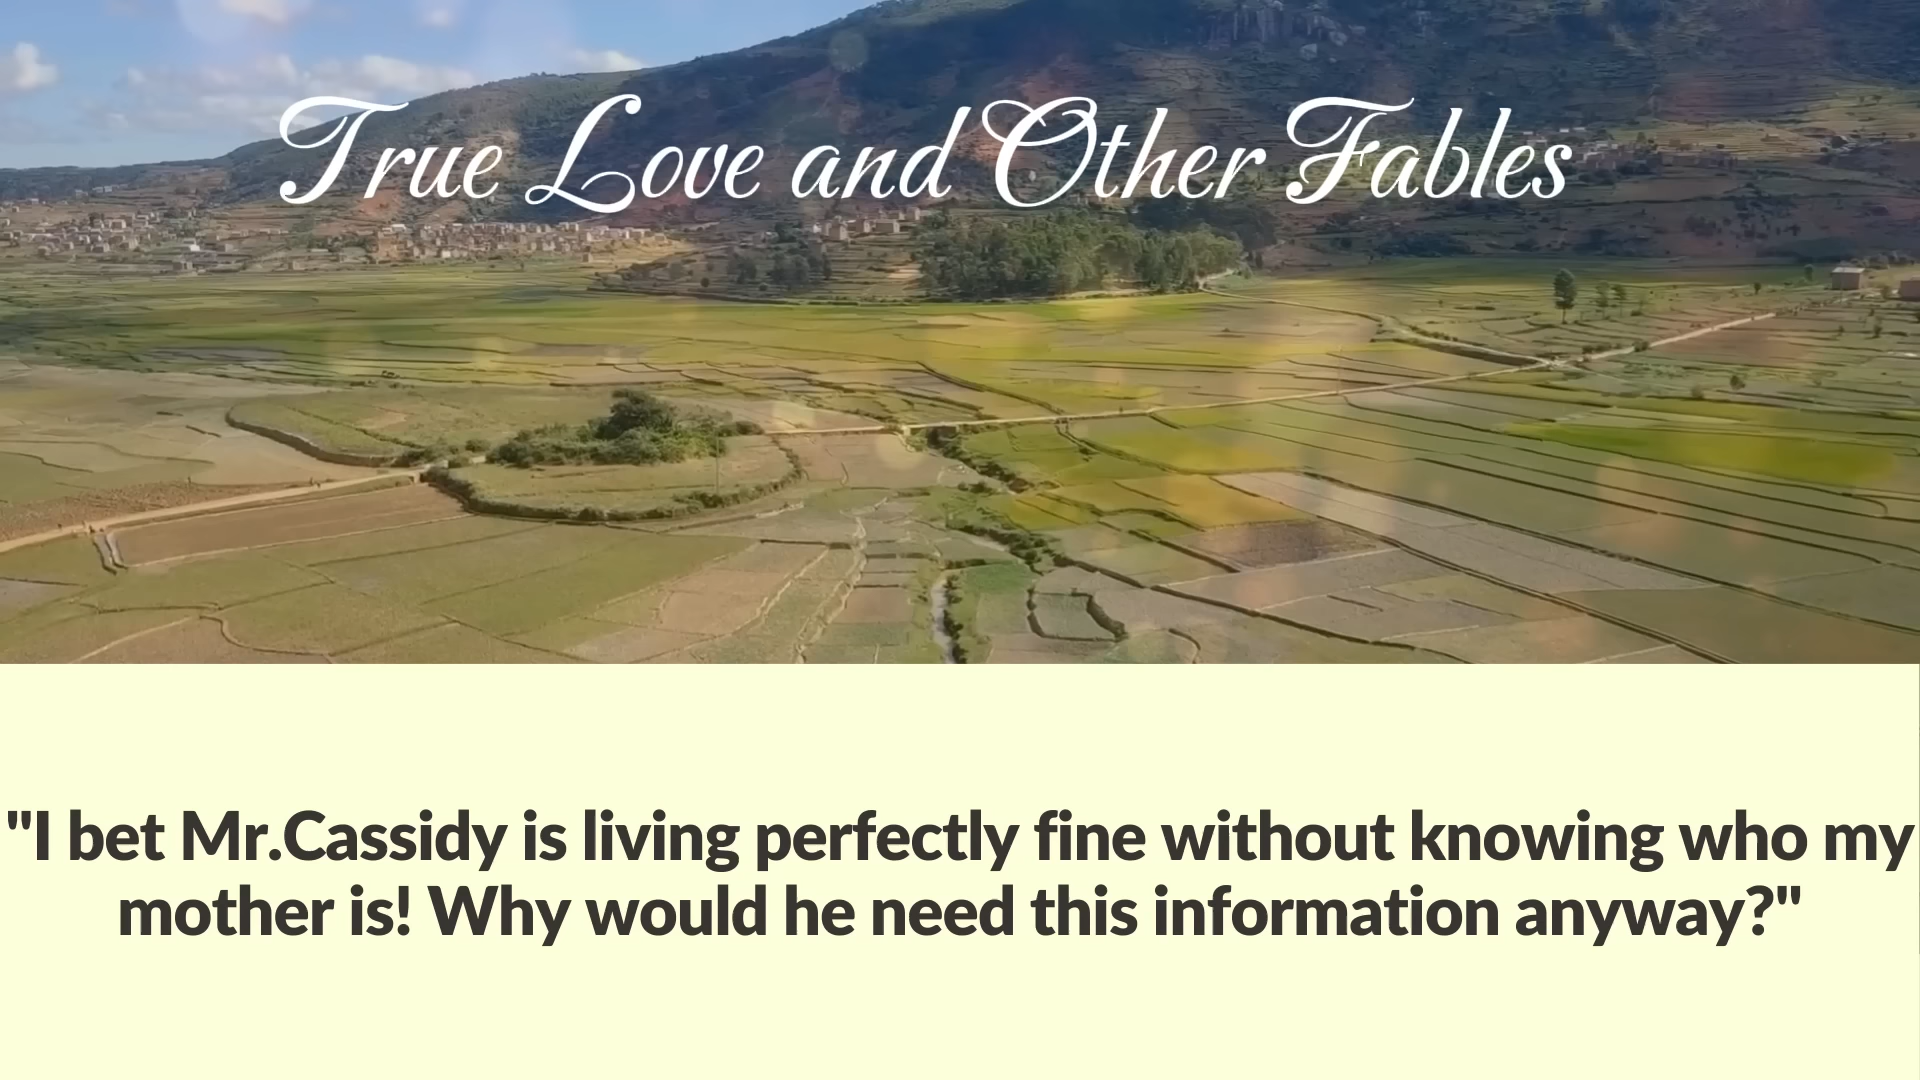 True Love and Other Fables
"I bet Mr.Cassidy is living perfectly fine without knowing who my
mother is! Why would he need this information anyway?"